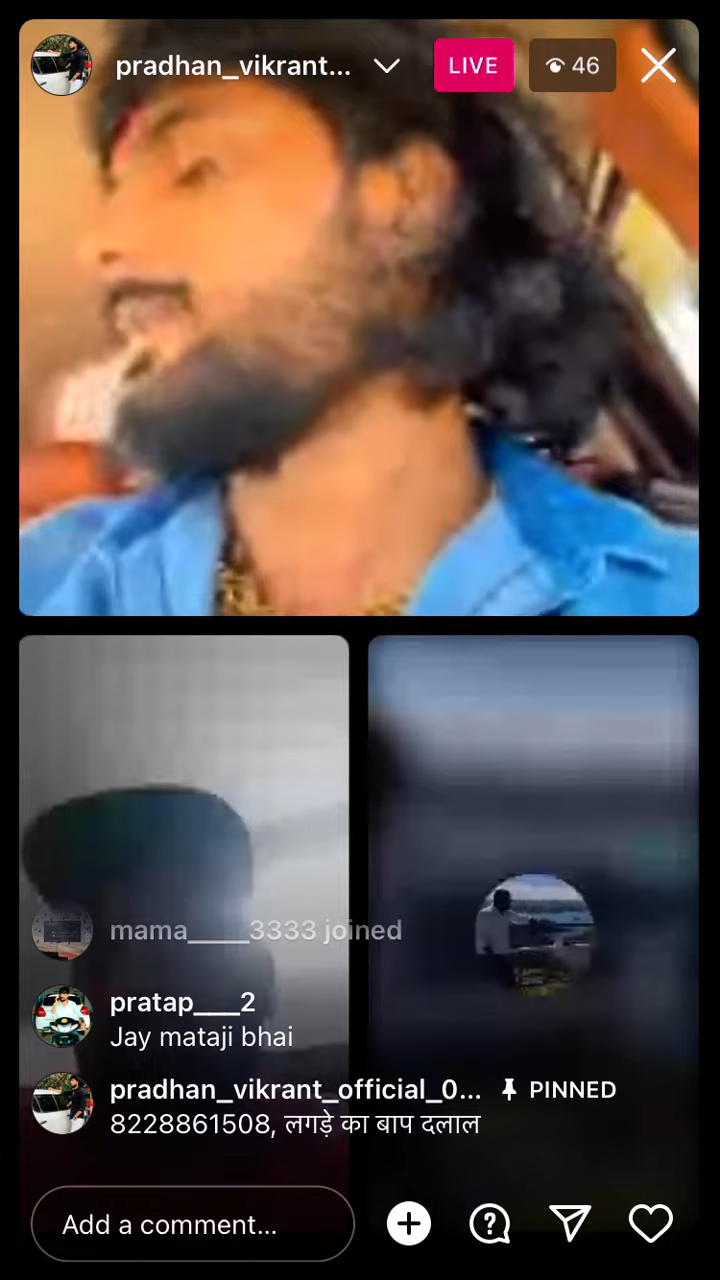 pradhan_vikrant...
LIVE
46
mama____3333 joined
pratap___2
Jay mataji bhai
pradhan_vikrant_official_0... PINNED
8228861508, लगड़े का बाप दलाल
Add a comment...